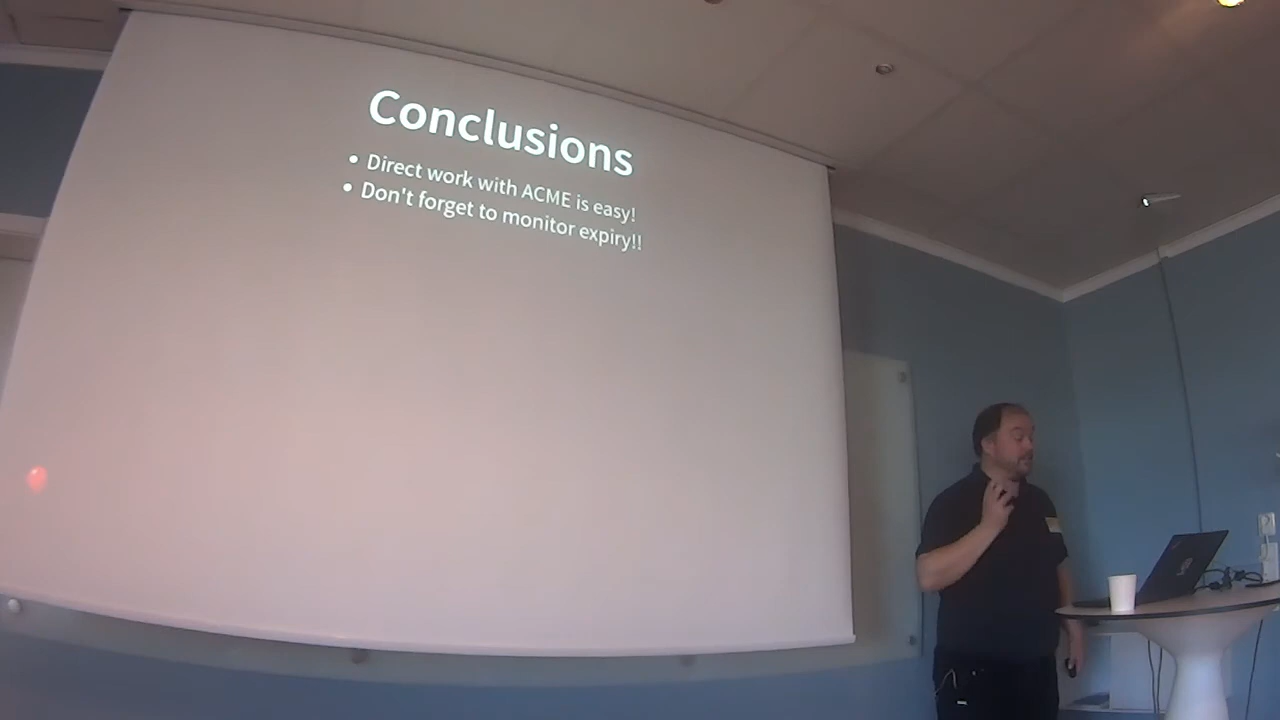 Conclusions
• Direct work with ACME is easy!
• Don't forget to monitor expiry!!